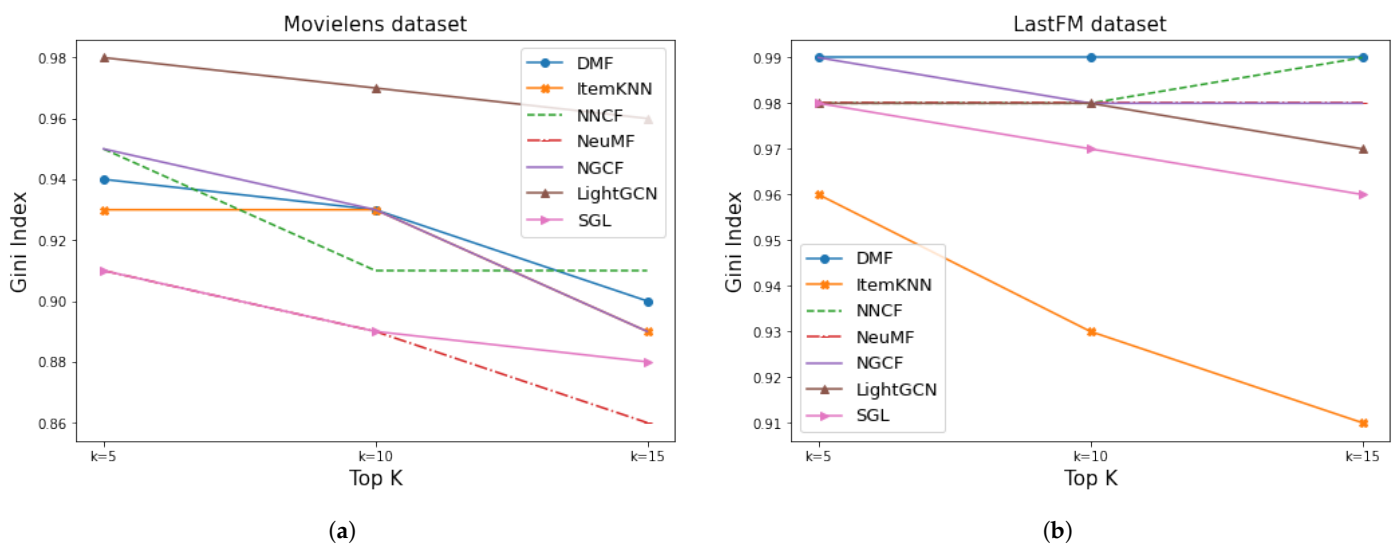 Movielens dataset
Gini Index
0.98
0.96
0.94
0.92
0.90
0.88
0.86
DMF
ItemKNN
NNCF
NeuMF
NGCF
LightGCN
SGL
k=5
k=10
k=15
Top K
(a)
LastFM dataset
Gini Index
0.99
0.98
0.97
0.96
0.95
0.94
0.93
0.92
0.91
DMF
ItemKNN
NNCF
NeuMF
NGCF
LightGCN
SGL
k=5
k=10
k=15
Top K
(b)